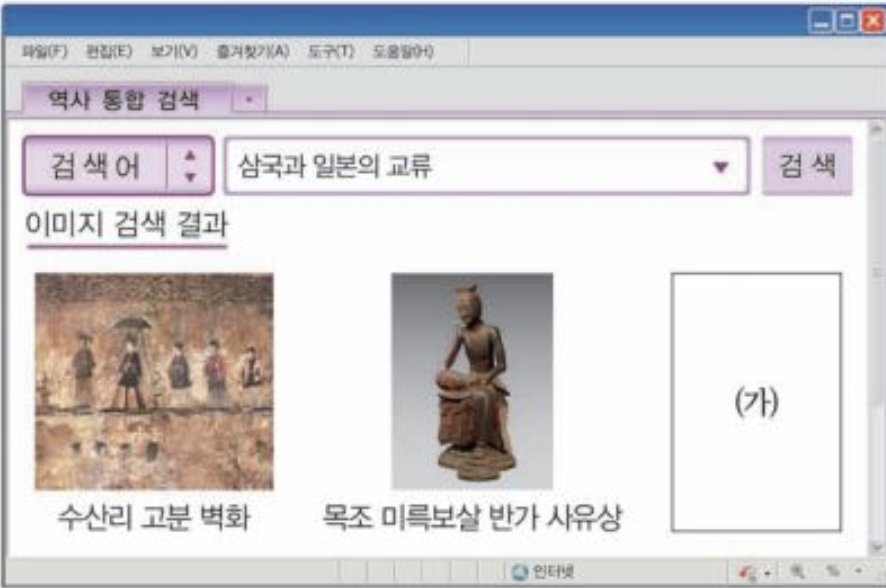 파일(F) 편집(E) 보기(V) 즐겨찾기(A) 도구(T) 도움말(H)
역사 통합 검색
검색어 삼국과 일본의 교류 검색
이미지 검색 결과
(가)
수산리 고분 벽화 목조 미륵보살 반가 사유상
인터넷